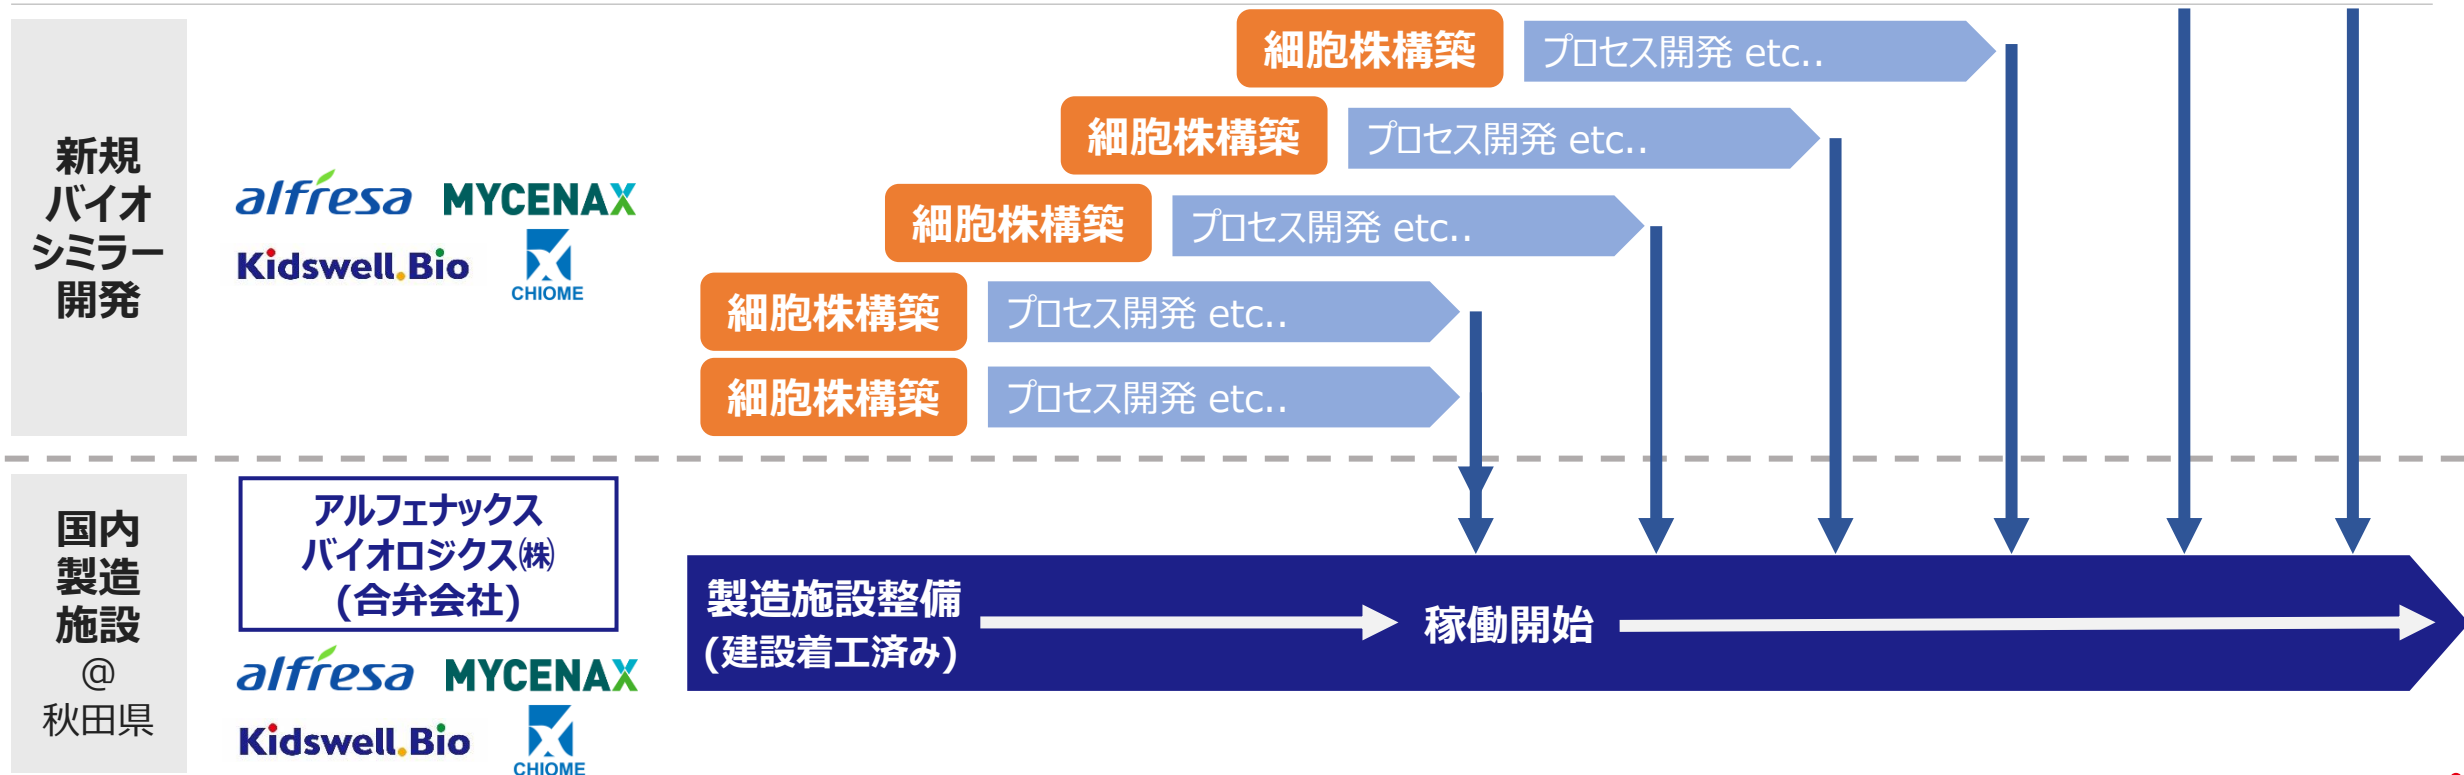 新規
バイオ
シミラー
開発
alfresa MYCENAX
Kidswell.Bio CHIOME
細胞株構築 プロセス開発 etc..
細胞株構築 プロセス開発 etc..
細胞株構築 プロセス開発 etc..
細胞株構築 プロセス開発 etc..
細胞株構築 プロセス開発 etc..
国内
製造
施設
@
秋田県
アルフェナックス
バイオロジクス㈱
(合弁会社)
alfresa MYCENAX
Kidswell.Bio CHIOME
製造施設整備
(建設着工済み)
稼働開始